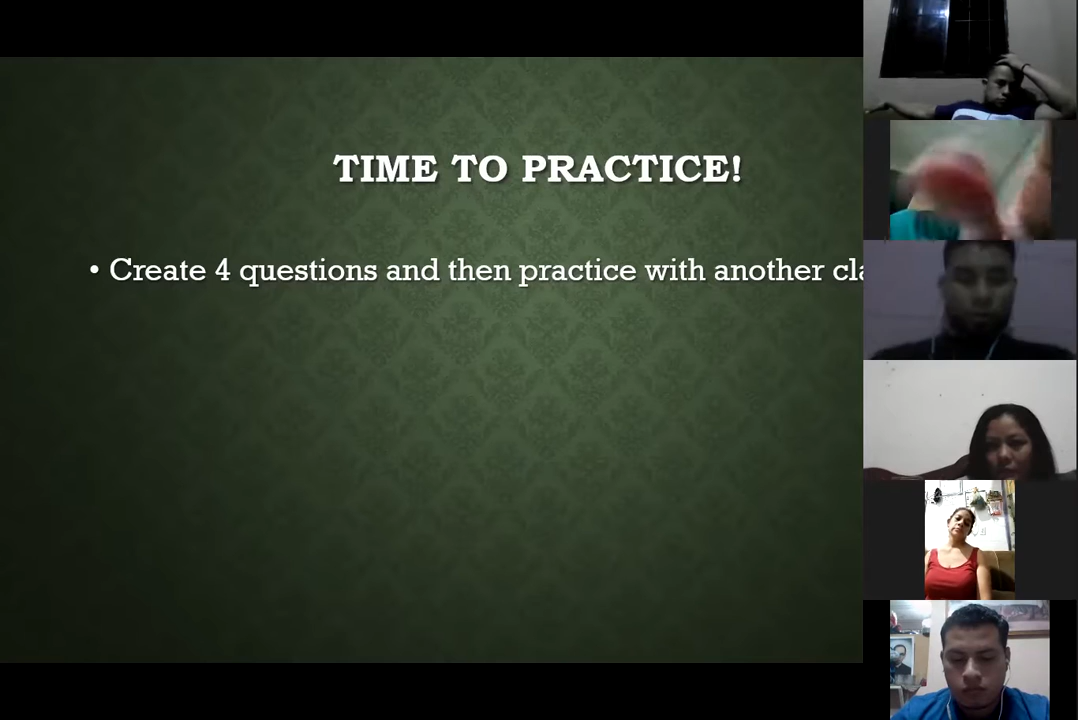 TIME TO PRACTICE!
• Create 4 questions and then practice with another